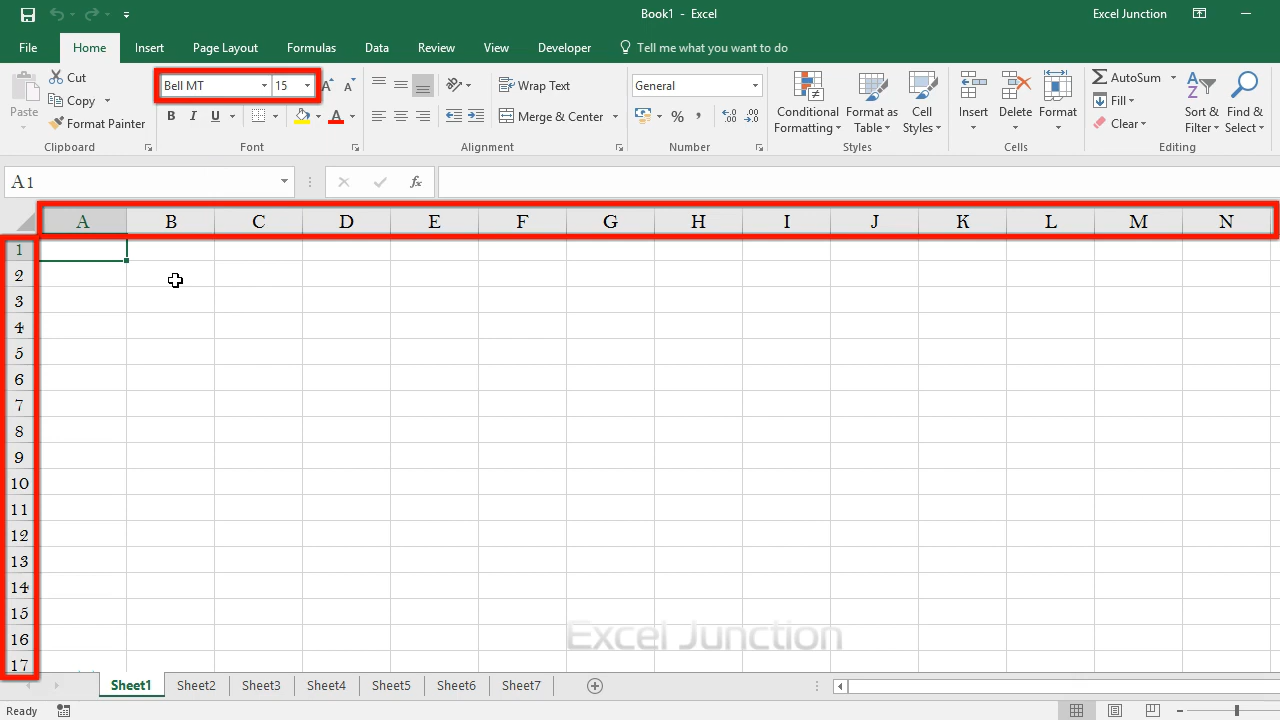 Book1 - Excel
Excel Junction
File Home Insert Page Layout Formulas Data Review View Developer Tell me what you want to do
Paste
Cut
Copy
Format Painter
Clipboard
Bell MT 15 A A
B I U A
Font
Wrap Text
Merge & Center
Alignment
General
% ,
Number
Conditional Formatting
Format as Table
Cell Styles
Styles
Insert
Delete
Format
Cells
AutoSum
Fill
Clear
Sort & Filter
Find & Select
Editing
A1
fx
A B C D E F G H I J K L M N
1
2
3
4
5
6
7
8
9
10
11
12
13
14
15
16
17
Excel Junction
Sheet1 Sheet2 Sheet3 Sheet4 Sheet5 Sheet6 Sheet7
Ready